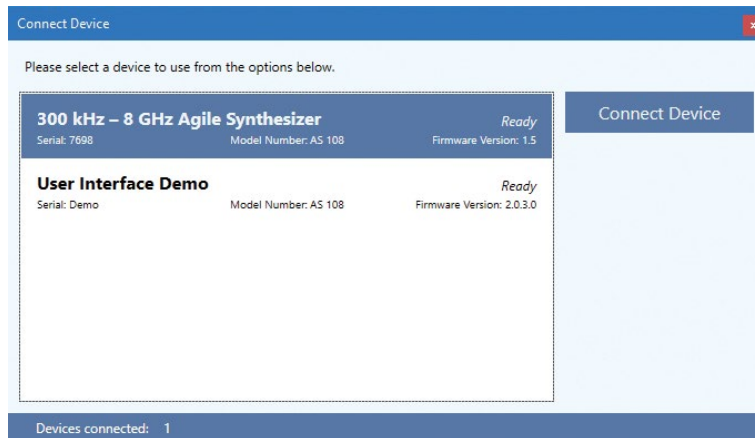 Connect Device
x
Please select a device to use from the options below.
300 kHz – 8 GHz Agile Synthesizer Ready
Serial: 7698 Model Number: AS 108 Firmware Version: 1.5
Connect Device
User Interface Demo Ready
Serial: Demo Model Number: AS 108 Firmware Version: 2.0.3.0
Devices connected: 1